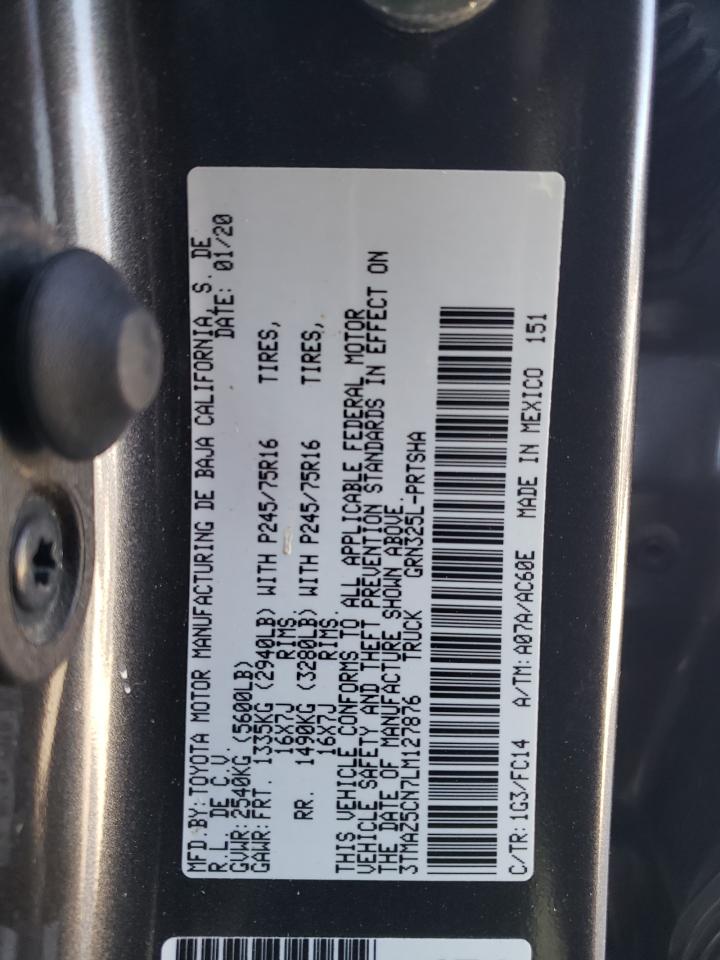 MFD.BY:TOYOTA MOTOR MANUFACTURING DE BAJA CALIFORNIA, S. DE
R.L. DE C.V. DATE: 01/20
GVWR:2540KG (5600LB)
GAWR:FRT. 1335KG (2940LB) WITH P245/75R16 TIRES,
16X7J RIMS
RR. 1490KG (3280LB) WITH P245/75R16 TIRES,
16X7J RIMS.
THIS VEHICLE CONFORMS TO ALL APPLICABLE FEDERAL MOTOR
VEHICLE SAFETY AND THEFT PREVENTION STANDARDS IN EFFECT ON
THE DATE OF MANUFACTURE SHOWN ABOVE.
3TMAZ5CN7LM127876 TRUCK GRN325L-PRTSHA
C/TR:1G3/FC14 A/TM:A07A/AC60E MADE IN MEXICO 151